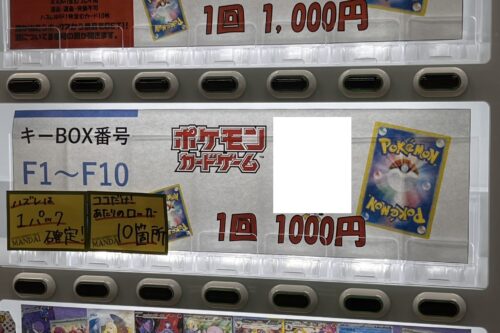 1回 1,000円
キーBOX番号
F1〜F10
ポケモン
カードゲーム
1回 1000円
ハズレは
1パック
確定!
MANDAI
ココだけ!
あたりのロッカー
10箇所
MANDAI
POKÉMON
POKÉMON